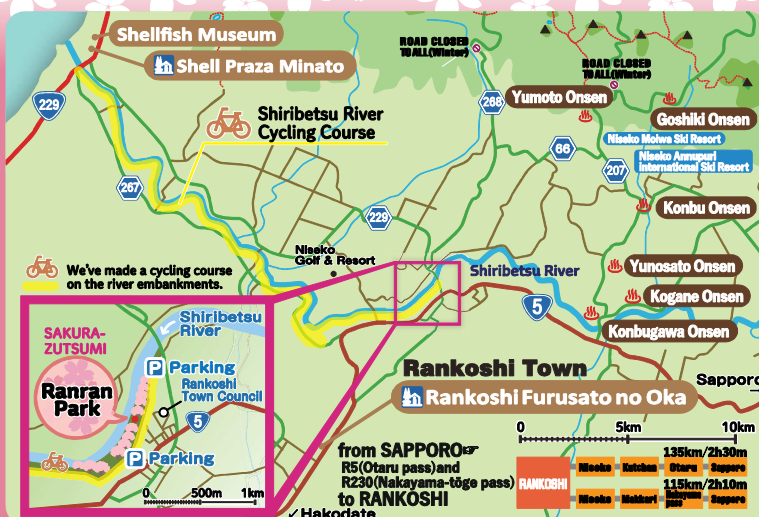 Shellfish Museum
Shell Praza Minato
229
ROAD CLOSED
TO ALL(Winter)
ROAD CLOSED
TO ALL(Winter)
268
Yumoto Onsen
Goshiki Onsen
Shiribetsu River
Cycling Course
66
Niseko Moiwa Ski Resort
Niseko Annupuri
international Ski Resort
207
267
229
Konbu Onsen
Niseko
Golf & Resort
Shiribetsu River
Yunosato Onsen
We've made a cycling course
on the river embankments.
5
Kogane Onsen
Konbugawa Onsen
SAKURA-
ZUTSUMI
Shiribetsu
River
Parking
Rankoshi
Town Council
Ranran
Park
5
P
P Parking
0 500m 1km
Rankoshi Town
Sapporo
Rankoshi Furusato no Oka
0 5km 10km
from SAPPORO☞
R5(Otaru pass)and
R230(Nakayama-tōge pass)
to RANKOSHI
135km/2h30m
RANKOSHI
Niseko Kutchan Otaru Sapporo
115km/2h10m
Niseko Makkari Nakayama pass Sapporo
↙Hakodate